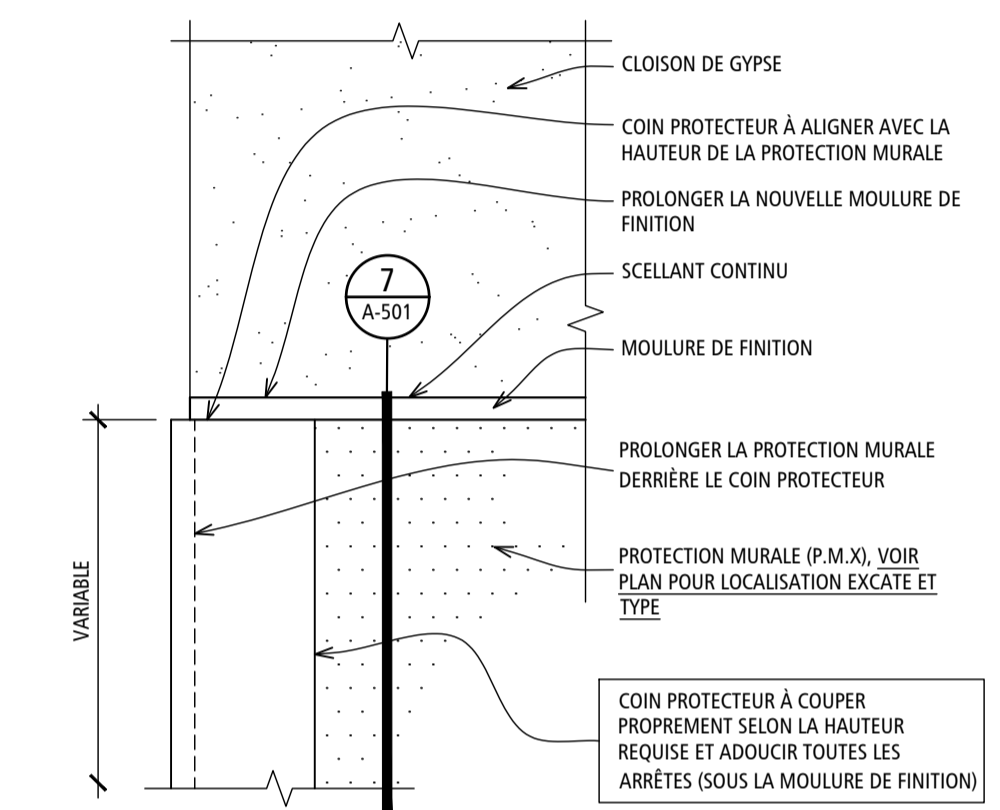 CLOISON DE GYPSE
COIN PROTECTEUR À ALIGNER AVEC LA
HAUTEUR DE LA PROTECTION MURALE
PROLONGER LA NOUVELLE MOULURE DE
FINITION
7
A-501
SCELLANT CONTINU
MOULURE DE FINITION
PROLONGER LA PROTECTION MURALE
DERRIÈRE LE COIN PROTECTEUR
PROTECTION MURALE (P.M.X), VOIR
PLAN POUR LOCALISATION EXCATE ET
TYPE
VARIABLE
COIN PROTECTEUR À COUPER
PROPREMENT SELON LA HAUTEUR
REQUISE ET ADOUCIR TOUTES LES
ARRÊTES (SOUS LA MOULURE DE FINITION)